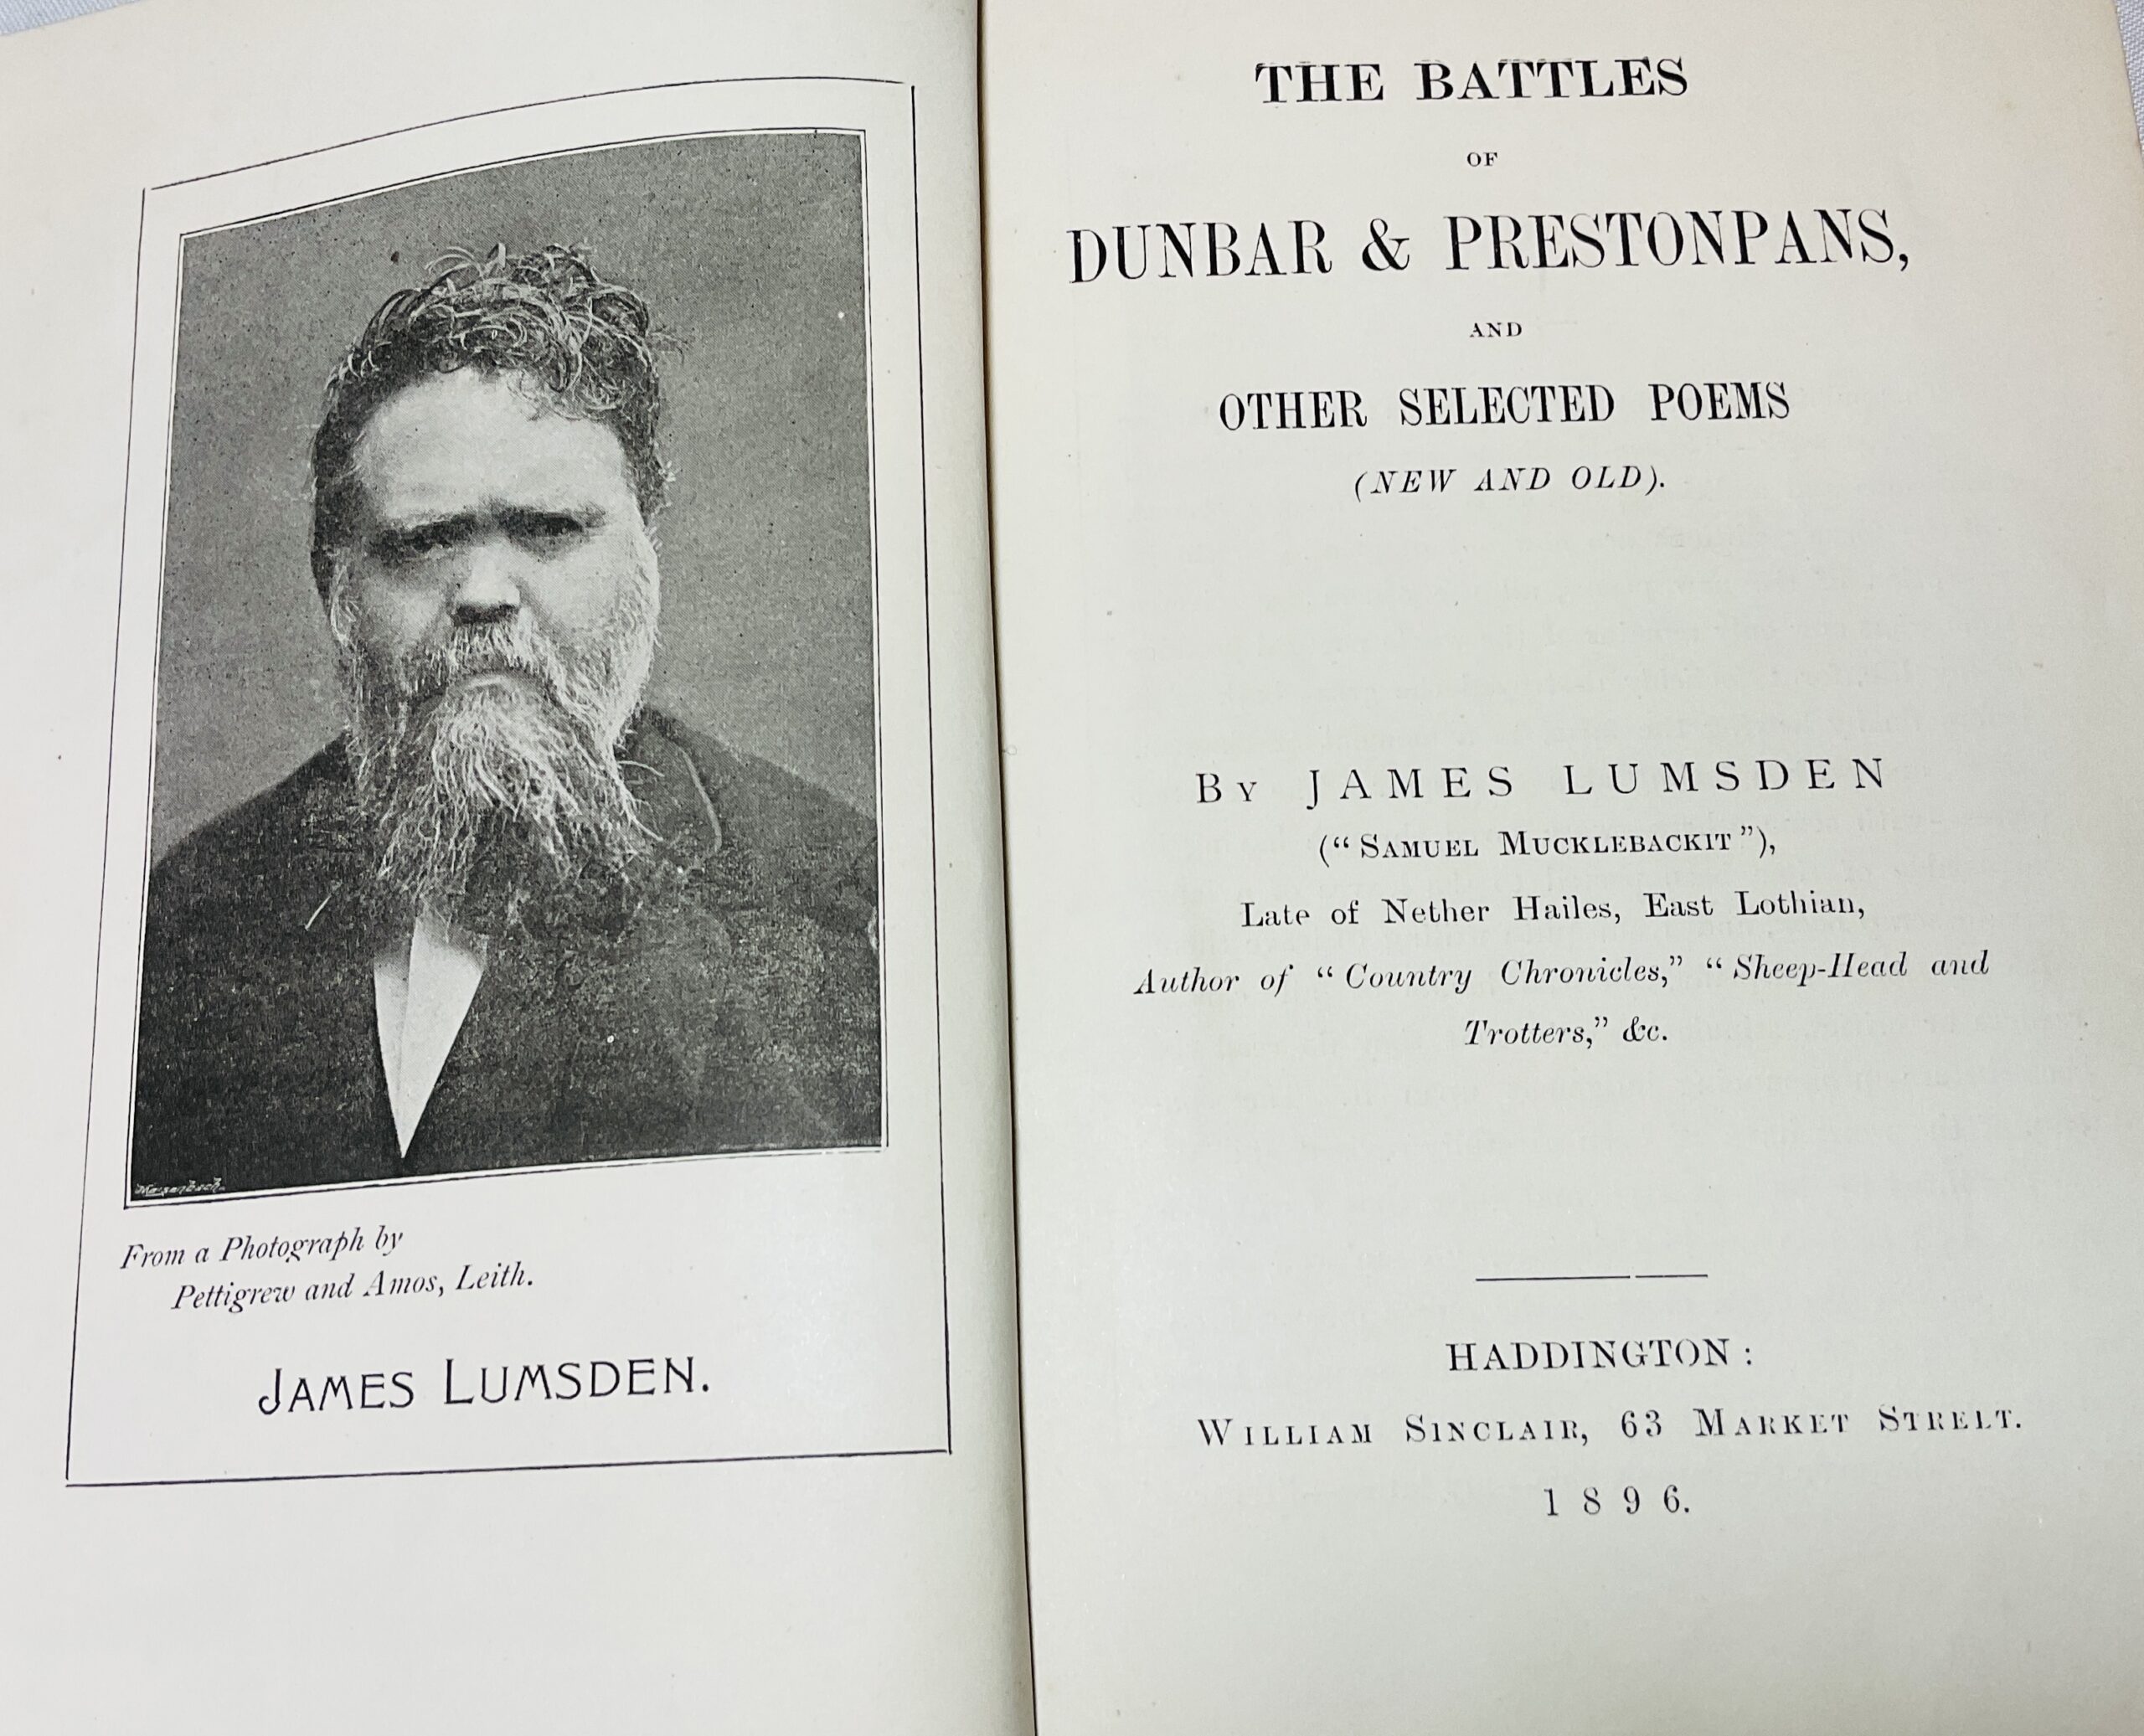 Meisenbach.
From a Photograph by
Pettigrew and Amos, Leith.
JAMES LUMSDEN.
THE BATTLES
OF
DUNBAR & PRESTONPANS,
AND
OTHER SELECTED POEMS
(NEW AND OLD).
BY JAMES LUMSDEN
(“SAMUEL MUCKLEBACKIT”),
Late of Nether Hailes, East Lothian,
Author of “Country Chronicles,” “Sheep-Head and
Trotters,” &c.
HADDINGTON:
WILLIAM SINCLAIR, 63 MARKET STREET.
1896.